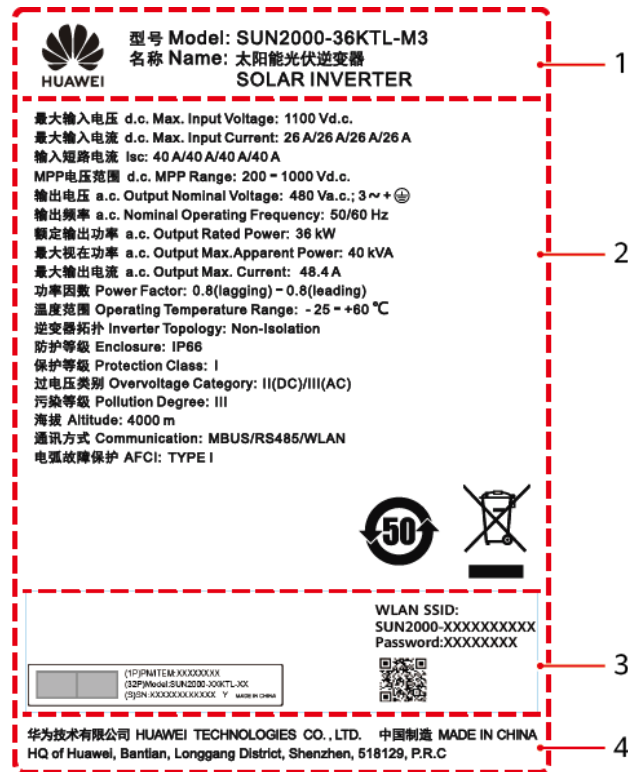 HUAWEI
型号 Model: SUN2000-36KTL-M3
名称 Name: 太阳能光伏逆变器
SOLAR INVERTER
1
最大输入电压 d.c. Max. Input Voltage: 1100 Vd.c.
最大输入电流 d.c. Max. Input Current: 26 A/26 A/26 A/26 A
输入短路电流 Isc: 40 A/40 A/40 A/40 A
MPP电压范围 d.c. MPP Range: 200 - 1000 Vd.c.
输出电压 a.c. Output Nominal Voltage: 480 Va.c.; 3~ +
输出频率 a.c. Nominal Operating Frequency: 50/60 Hz
额定输出功率 a.c. Output Rated Power: 36 kW
最大视在功率 a.c. Output Max.Apparent Power: 40 kVA
最大输出电流 a.c. Output Max. Current: 48.4 A
功率因数 Power Factor: 0.8(lagging) - 0.8(leading)
温度范围 Operating Temperature Range: - 25 - +60 ℃
逆变器拓扑 Inverter Topology: Non-Isolation
防护等级 Enclosure: IP66
保护等级 Protection Class: I
过电压类别 Overvoltage Category: II(DC)/III(AC)
污染等级 Pollution Degree: III
海拔 Altitude: 4000 m
通讯方式 Communication: MBUS/RS485/WLAN
电弧故障保护 AFCI: TYPE I
2
50
WLAN SSID:
SUN2000-XXXXXXXXXX
Password:XXXXXXXX
(1P)PN/ITEM:XXXXXXXX
(32P)Model:SUN2000-XXKTL-XX
(S)SN:XXXXXXXXXXXX Y MADE IN CHINA
3
华为技术有限公司 HUAWEI TECHNOLOGIES CO., LTD. 中国制造 MADE IN CHINA
HQ of Huawei, Bantian, Longgang District, Shenzhen, 518129, P.R.C
4